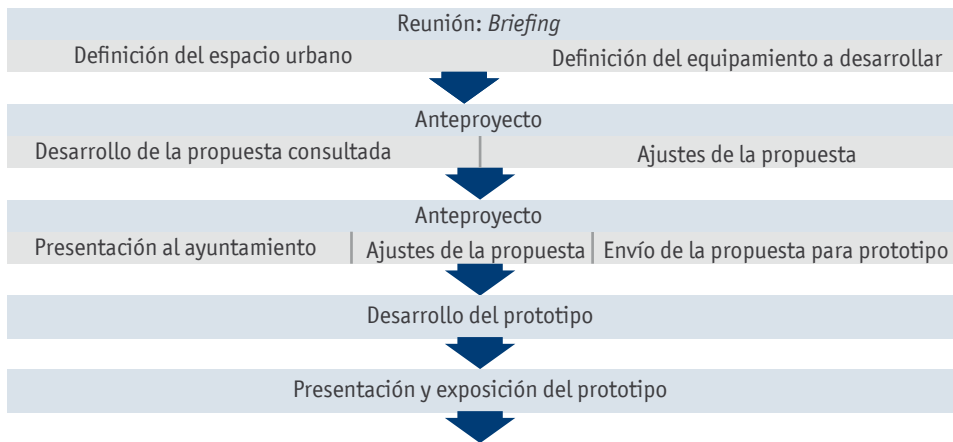 Reunión: Briefing
Definición del espacio urbano
Definición del equipamiento a desarrollar
Anteproyecto
Desarrollo de la propuesta consultada
Ajustes de la propuesta
Anteproyecto
Presentación al ayuntamiento
Ajustes de la propuesta
Envío de la propuesta para prototipo
Desarrollo del prototipo
Presentación y exposición del prototipo